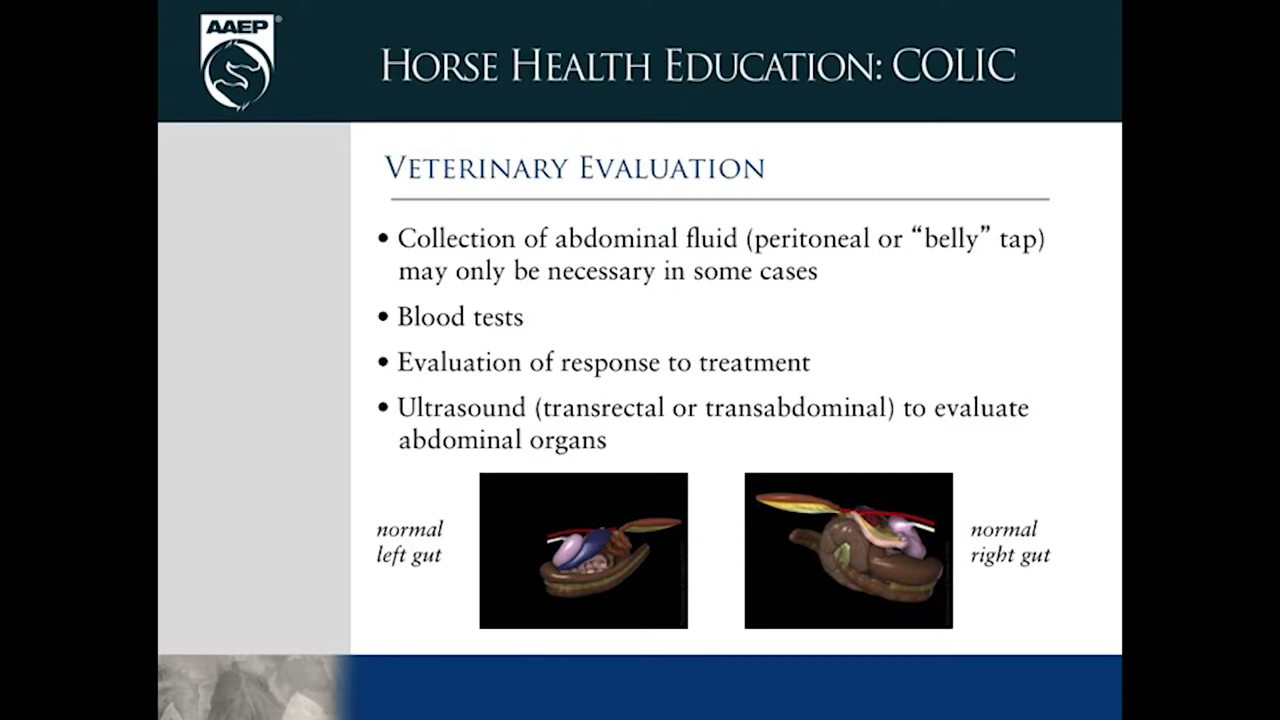 AAEP®
HORSE HEALTH EDUCATION: COLIC
VETERINARY EVALUATION
• Collection of abdominal fluid (peritoneal or “belly” tap)
may only be necessary in some cases
• Blood tests
• Evaluation of response to treatment
• Ultrasound (transrectal or transabdominal) to evaluate
abdominal organs
normal
left gut
normal
right gut